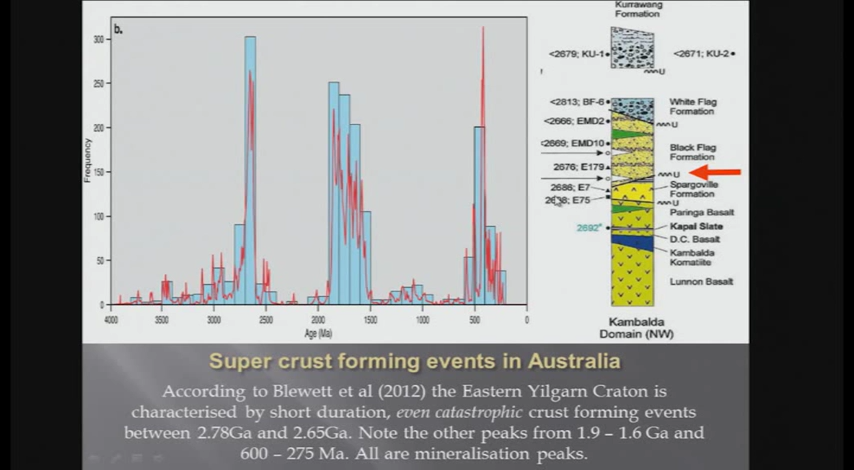 b.
300
250
200
150
100
50
0
Frequency
4000 3500 3000 2500 2000 1500 1000 500 0
Age (Ma)
Kurrawang
Formation
<2679; KU-1
<2671; KU-2
U
<2813; BF-6
White Flag
Formation
<2666; EMD2
U
<2669; EMD10
Black Flag
Formation
2676; E179
U
2686; E7
Spargoville
Formation
E75
U
Paringa Basalt
2692
Kapai Slate
D.C. Basalt
Kambalda
Komatiite
Lunnon Basalt
Kambalda
Domain (NW)
Super crust forming events in Australia
According to Blewett et al (2012) the Eastern Yilgarn Craton is
characterised by short duration, even catastrophic crust forming events
between 2.78Ga and 2.65Ga. Note the other peaks from 1.9 – 1.6 Ga and
600 – 275 Ma. All are mineralisation peaks.